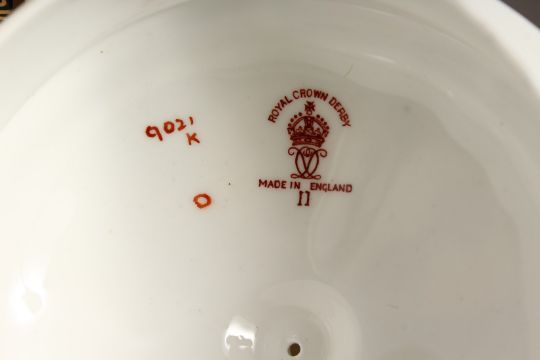 9021
K
O
ROYAL CROWN DERBY
MADE IN ENGLAND
II